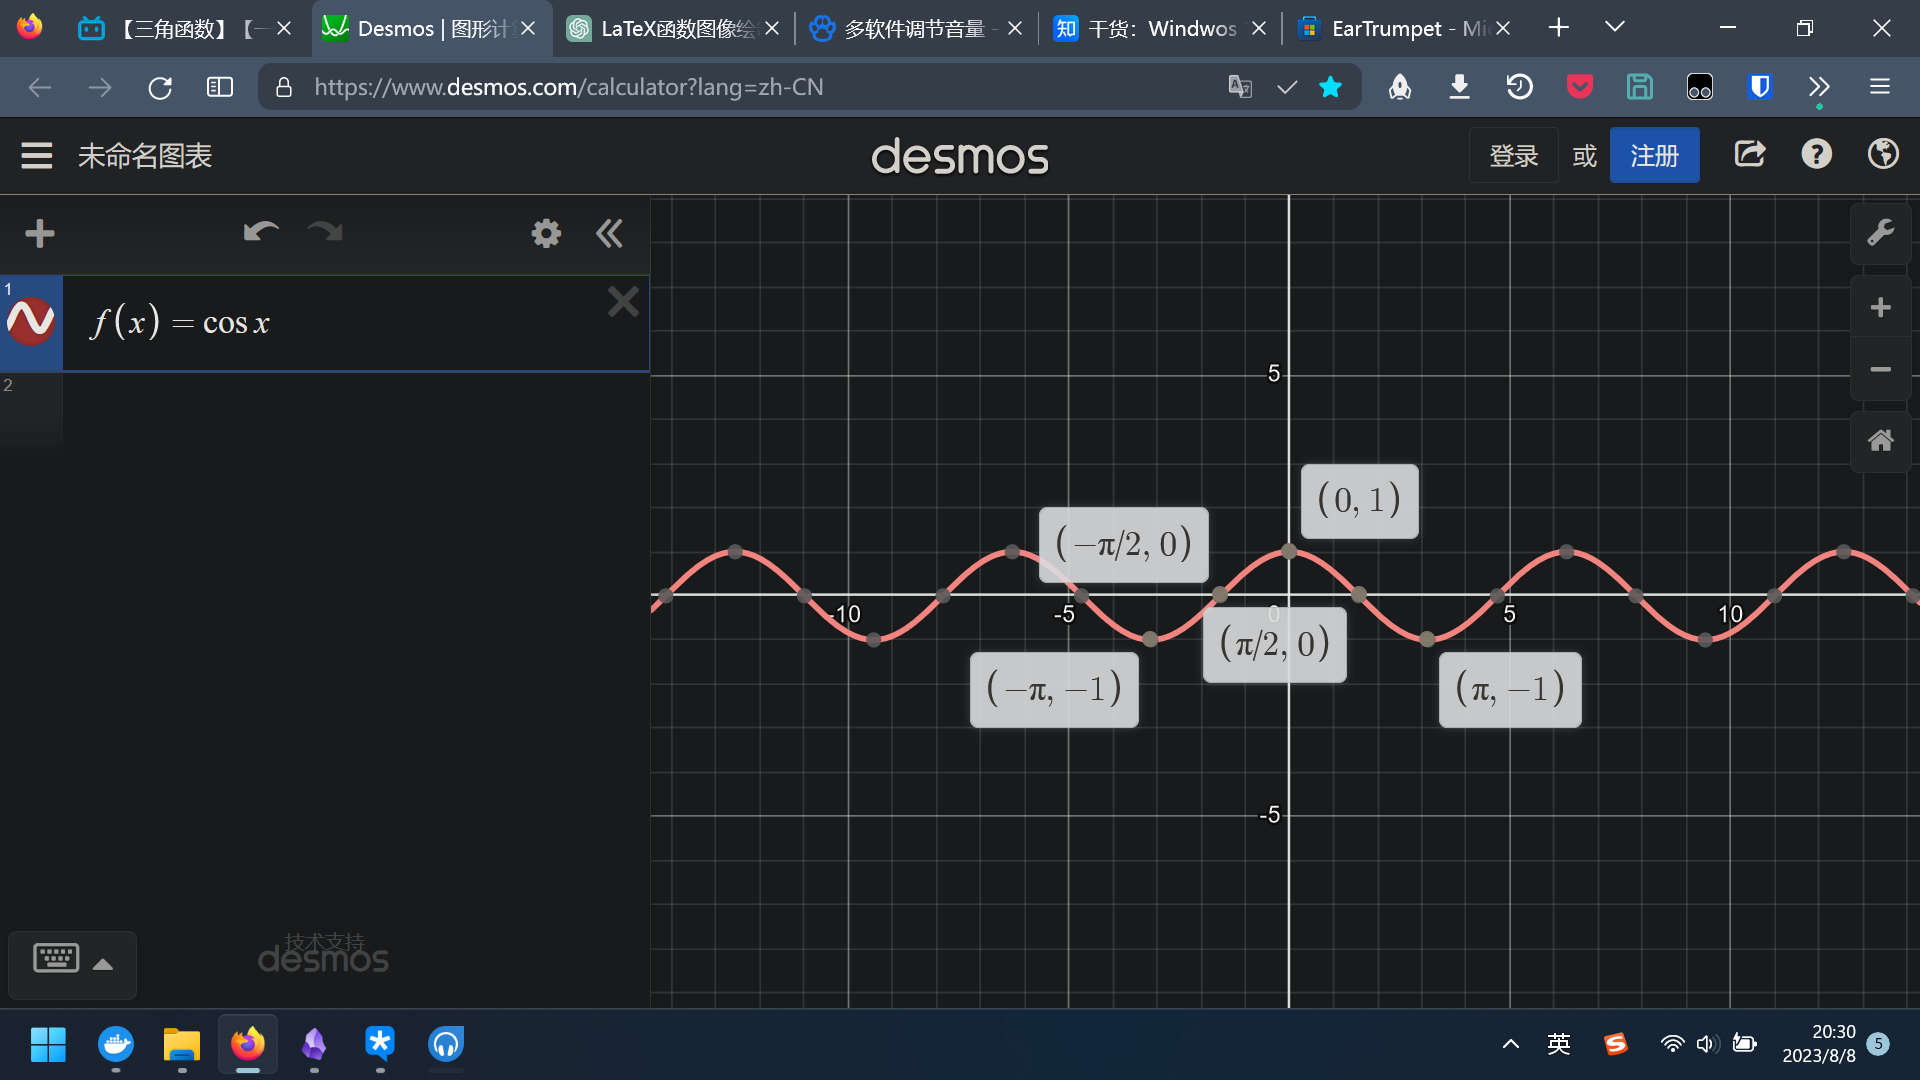 【三角函数】【一
Desmos | 图形计
LaTeX函数图像绘
多软件调节音量 -
知 干货：Windwos
EarTrumpet - Mi
https://www.desmos.com/calculator?lang=zh-CN
未命名图表
desmos
登录 或 注册
1
f(x) = cos x
2
5
(0, 1)
(−π/2, 0)
-10
-5
0
5
10
(π/2, 0)
(−π, −1)
(π, −1)
-5
技术支持
desmos
英
20:30
2023/8/8
5